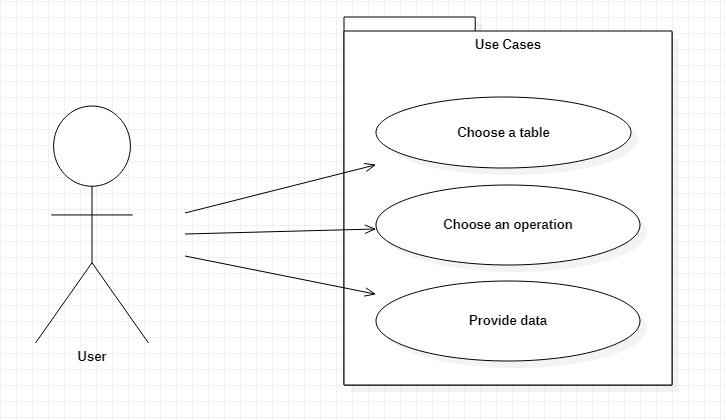 Use Cases
Choose a table
Choose an operation
Provide data
User